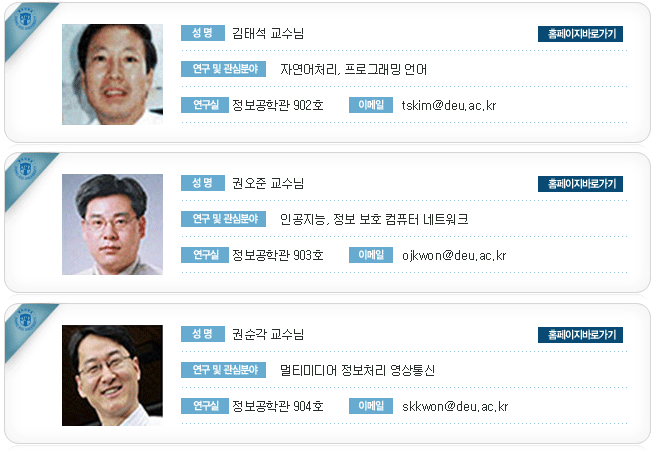 성 명 김태석 교수님 홈페이지바로가기
연구 및 관심분야 자연어처리, 프로그래밍 언어
연구실 정보공학관 902호 이메일 tskim@deu.ac.kr
성 명 권오준 교수님 홈페이지바로가기
연구 및 관심분야 인공지능, 정보 보호 컴퓨터 네트워크
연구실 정보공학관 903호 이메일 ojkwon@deu.ac.kr
성 명 권순각 교수님 홈페이지바로가기
연구 및 관심분야 멀티미디어 정보처리 영상통신
연구실 정보공학관 904호 이메일 skkwon@deu.ac.kr